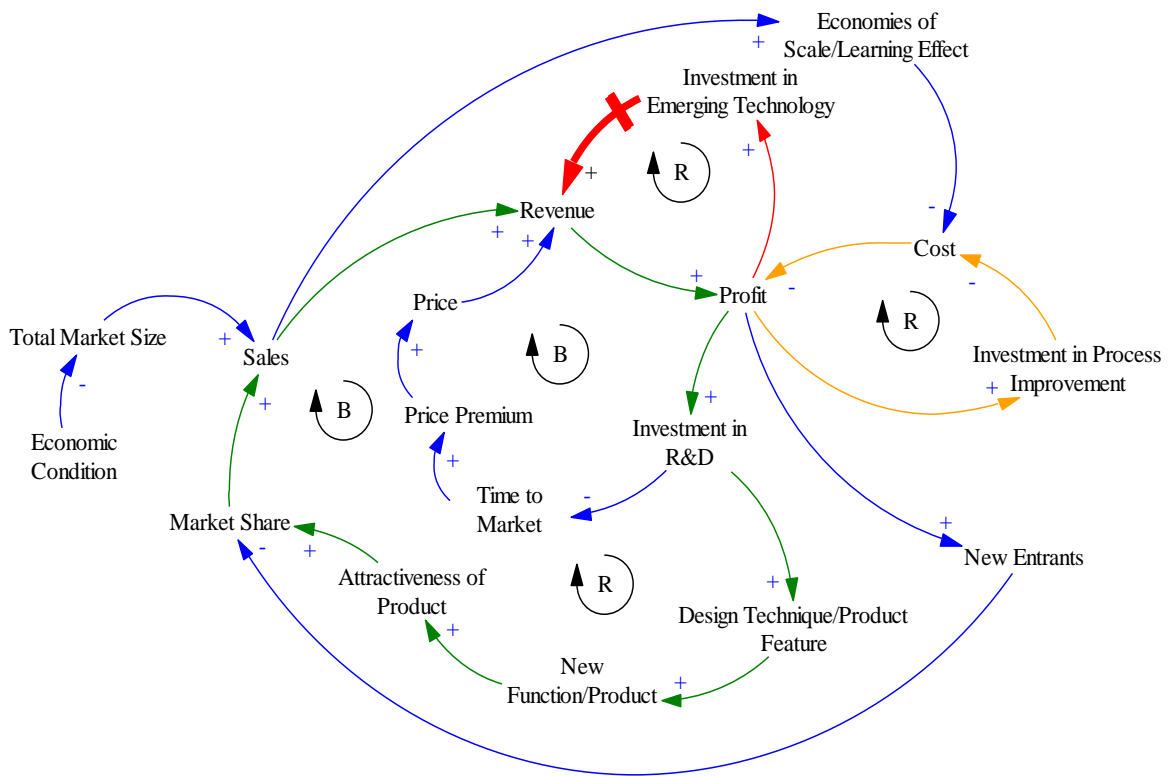 Economies of
Scale/Learning Effect
+
Investment in
Emerging Technology
+
R
+
-
Revenue
+
+
Cost
+
Profit
-
-
Price
R
Total Market Size
+
Sales
B
+
Investment in Process
Improvement
+
-
B
+
+
Price Premium
Economic
Condition
Investment in
R&D
+
Time to
Market
-
Market Share
-
+
+
New Entrants
Attractiveness of
Product
R
+
+
Design Technique/Product
Feature
New
Function/Product
+